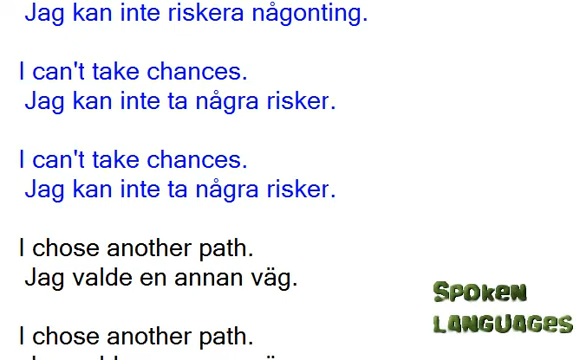 Jag kan inte riskera någonting.
I can't take chances.
Jag kan inte ta några risker.
I can't take chances.
Jag kan inte ta några risker.
I chose another path.
Jag valde en annan väg.
I chose another path.
SPOKEN
LANGUAGES